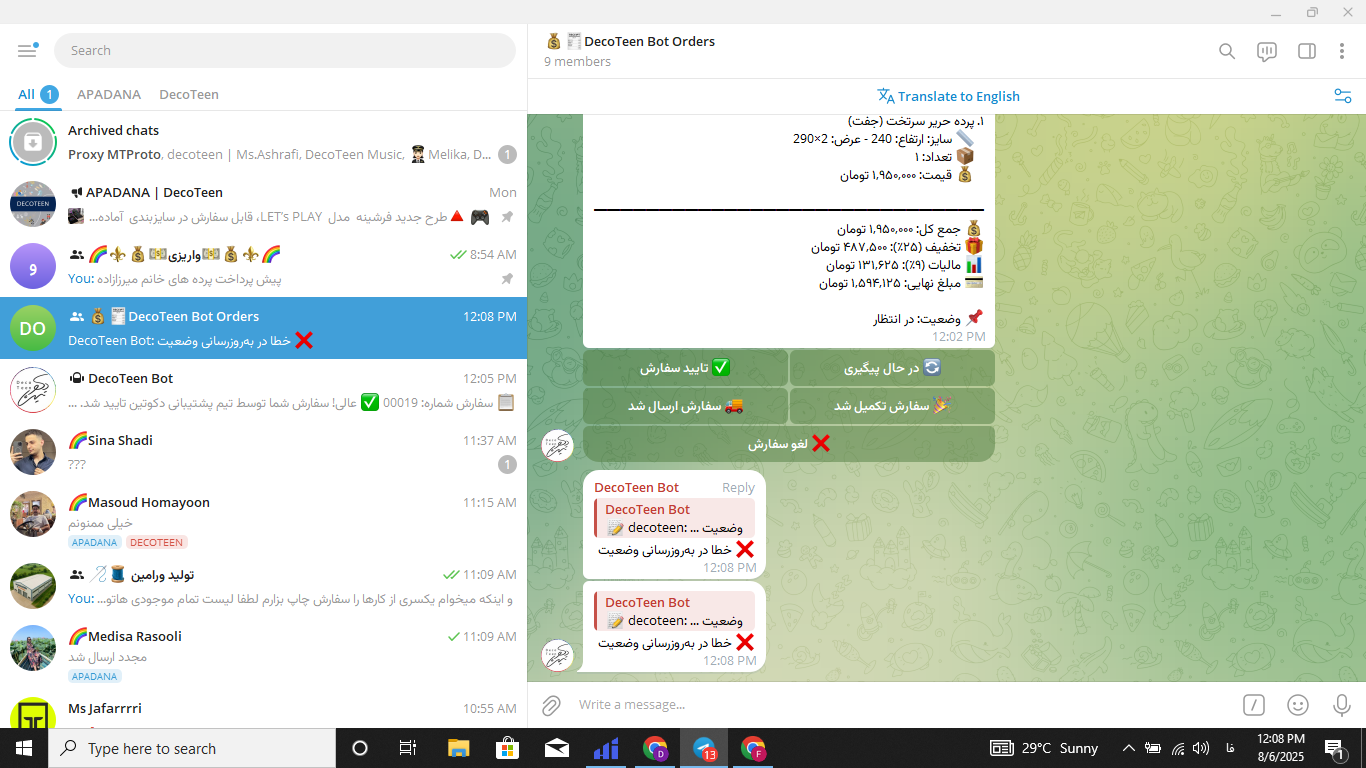 Search
All 1
APADANA
DecoTeen
Archived chats
Proxy MTProto, decoteen | Ms.Ashrafi, DecoTeen Music, Melika, D...
1
APADANA | DecoTeen
Mon
طرح جدید فرشینه مدل LET's PLAY، قابل سفارش در سایزبندی آماده...
و
واریزی
8:54 AM
You: پیش پرداخت پرده های خانم میرزازاده
DO
DecoTeen Bot Orders
12:08 PM
DecoTeen Bot: ❌ خطا در به‌روزرسانی وضعیت
DecoTeen Bot
12:05 PM
📋 سفارش شماره: 00019 ✅ عالی! سفارش شما توسط تیم پشتیبانی دکوتین تایید شد. ...
Sina Shadi
11:37 AM
???
1
Masoud Homayoon
11:15 AM
خیلی ممنونم
APADANA
DECOTEEN
تولید ورامین
11:09 AM
You: و اینکه میخوام یکسری از کارها را سفارش چاپ بزارم لطفا لیست تمام موجودی هاتو...
Medisa Rasooli
11:09 AM
مجدد ارسال شد
APADANA
Ms Jafarrrri
10:55 AM
💰🧾DecoTeen Bot Orders
9 members
Translate to English
۱. پرده حریر سرتخت (جفت)
📏 سایز: ارتفاع: 240 - عرض: 2×290
📦 تعداد: ۱
💰 قیمت: ۱,۹۵۰,۰۰۰ تومان
💰 جمع کل: ۱,۹۵۰,۰۰۰ تومان
🎁 تخفیف (۲۵٪): ۴۸۷,۵۰۰ تومان
📊 مالیات (۹٪): ۱۳۱,۶۲۵ تومان
💳 مبلغ نهایی: ۱,۵۹۴,۱۲۵ تومان
📌 وضعیت: در انتظار
12:02 PM
✅ تایید سفارش
🔄 در حال پیگیری
🚚 سفارش ارسال شد
🎉 سفارش تکمیل شد
❌ لغو سفارش
DecoTeen Bot
Reply
DecoTeen Bot
📝 decoteen: ... وضعیت
❌ خطا در به‌روزرسانی وضعیت
12:08 PM
DecoTeen Bot
📝 decoteen: ... وضعیت
❌ خطا در به‌روزرسانی وضعیت
12:08 PM
Write a message...
Type here to search
D
13
F
29°C Sunny
فا
12:08 PM
8/6/2025
1